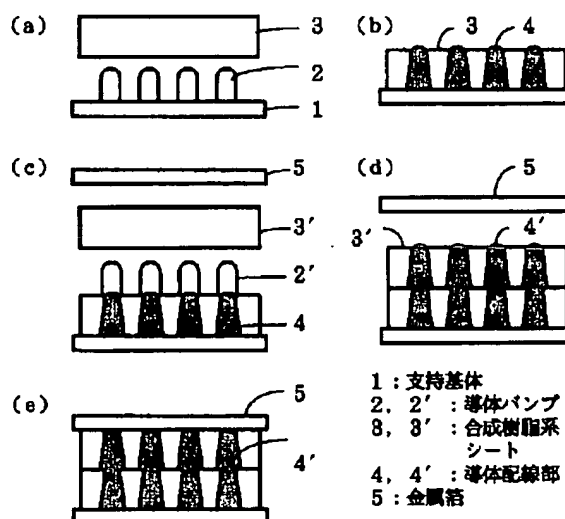 (a)
3
2
1
(b)
3
4
(c)
5
3′
2′
4
(d)
5
3′
4′
(e)
5
4′
1:支持基体
2, 2′:導体バンプ
3, 3′:合成樹脂系
シート
4, 4′:導体配線部
5:金属箔